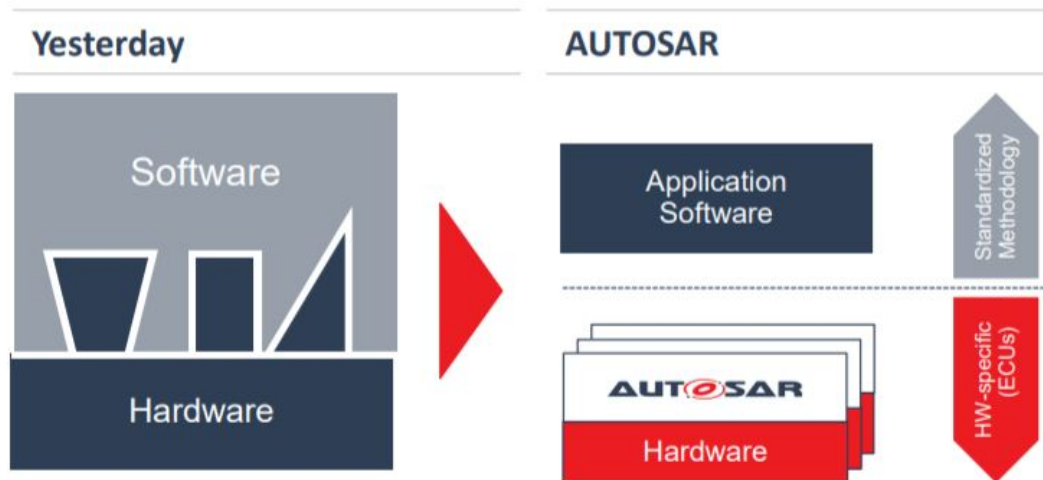 Yesterday
AUTOSAR
Software
Hardware
Application
Software
Standardized
Methodology
AUTOSAR
Hardware
HW-specific
(ECUs)